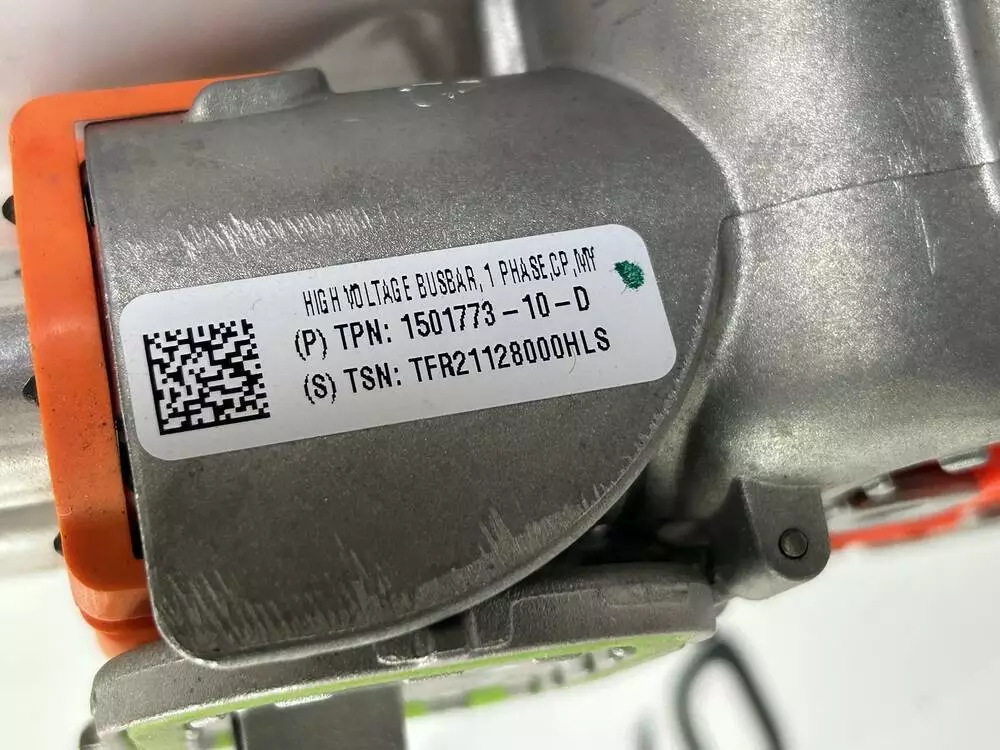 HIGH VOLTAGE BUSBAR, 1 PHASE,CP ,MY
(P) TPN: 1501773-10-D
(S) TSN: TFR21128000HLS